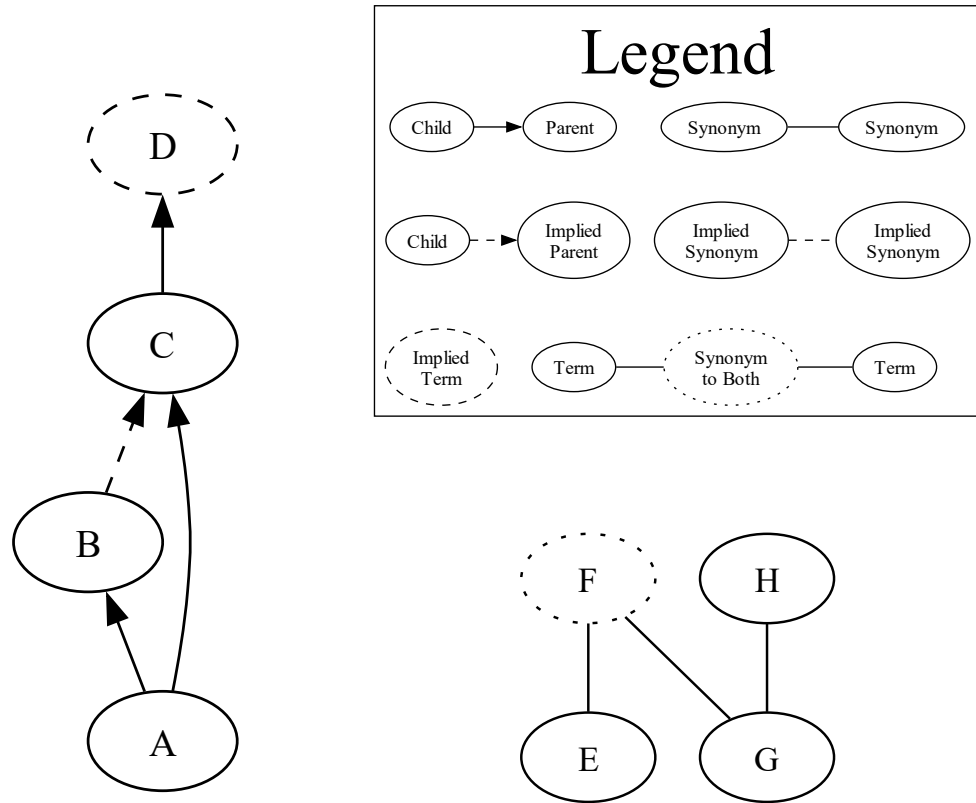 Legend
Child
Parent
Synonym
Synonym
Child
Implied
Parent
Implied
Synonym
Implied
Synonym
Implied
Term
Term
Synonym
to Both
Term
D
C
B
A
F
H
E
G